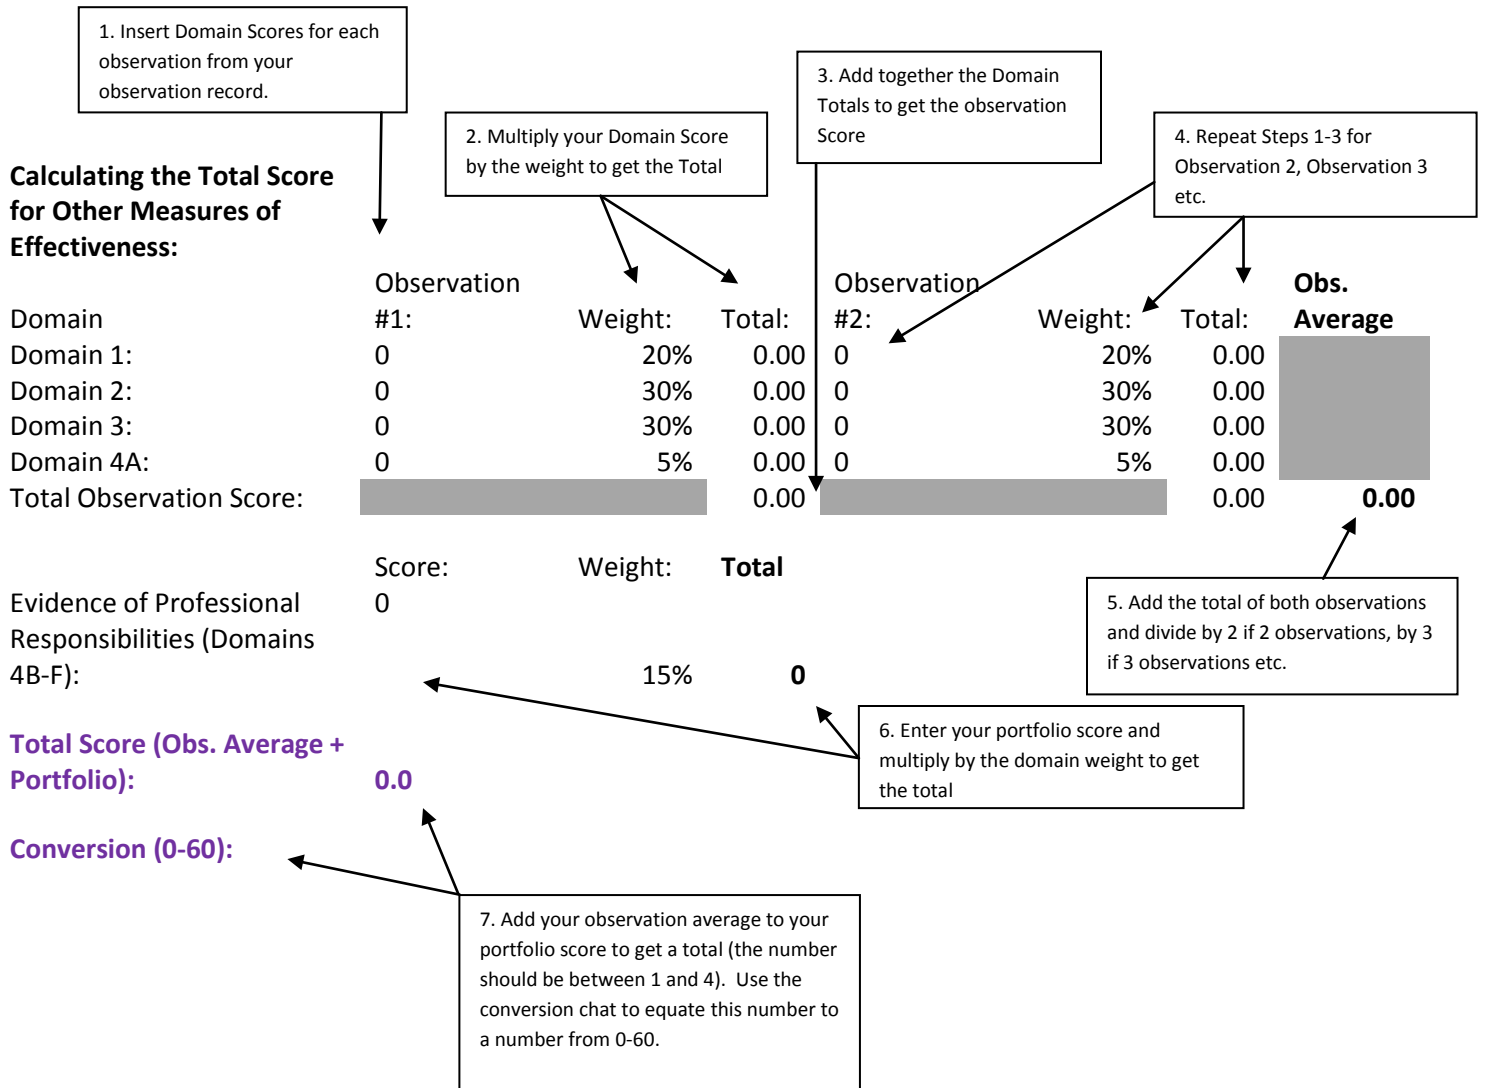 1. Insert Domain Scores for each
observation from your
observation record.
2. Multiply your Domain Score
by the weight to get the Total
3. Add together the Domain
Totals to get the observation
Score
4. Repeat Steps 1-3 for
Observation 2, Observation 3
etc.
Calculating the Total Score
for Other Measures of
Effectiveness:
Observation Observation Obs.
Domain #1: Weight: Total: #2: Weight: Total: Average
Domain 1: 0 20% 0.00 0 20% 0.00
Domain 2: 0 30% 0.00 0 30% 0.00
Domain 3: 0 30% 0.00 0 30% 0.00
Domain 4A: 0 5% 0.00 0 5% 0.00
Total Observation Score: 0.00 0.00 0.00
Score: Weight: Total
Evidence of Professional 0
Responsibilities (Domains
4B-F): 15% 0
5. Add the total of both observations
and divide by 2 if 2 observations, by 3
if 3 observations etc.
6. Enter your portfolio score and
multiply by the domain weight to get
the total
Total Score (Obs. Average +
Portfolio): 0.0
Conversion (0-60):
7. Add your observation average to your
portfolio score to get a total (the number
should be between 1 and 4). Use the
conversion chat to equate this number to
a number from 0-60.